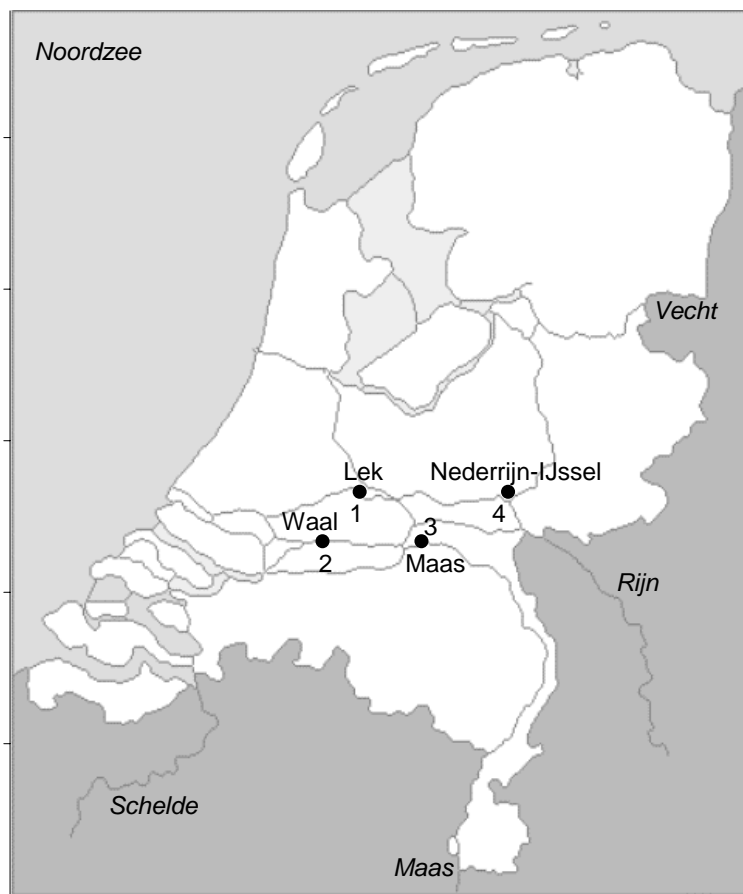 Noordzee
Vecht
Lek
Nederrijn-IJssel
1
4
Waal
3
2
Maas
Rijn
Schelde
Maas